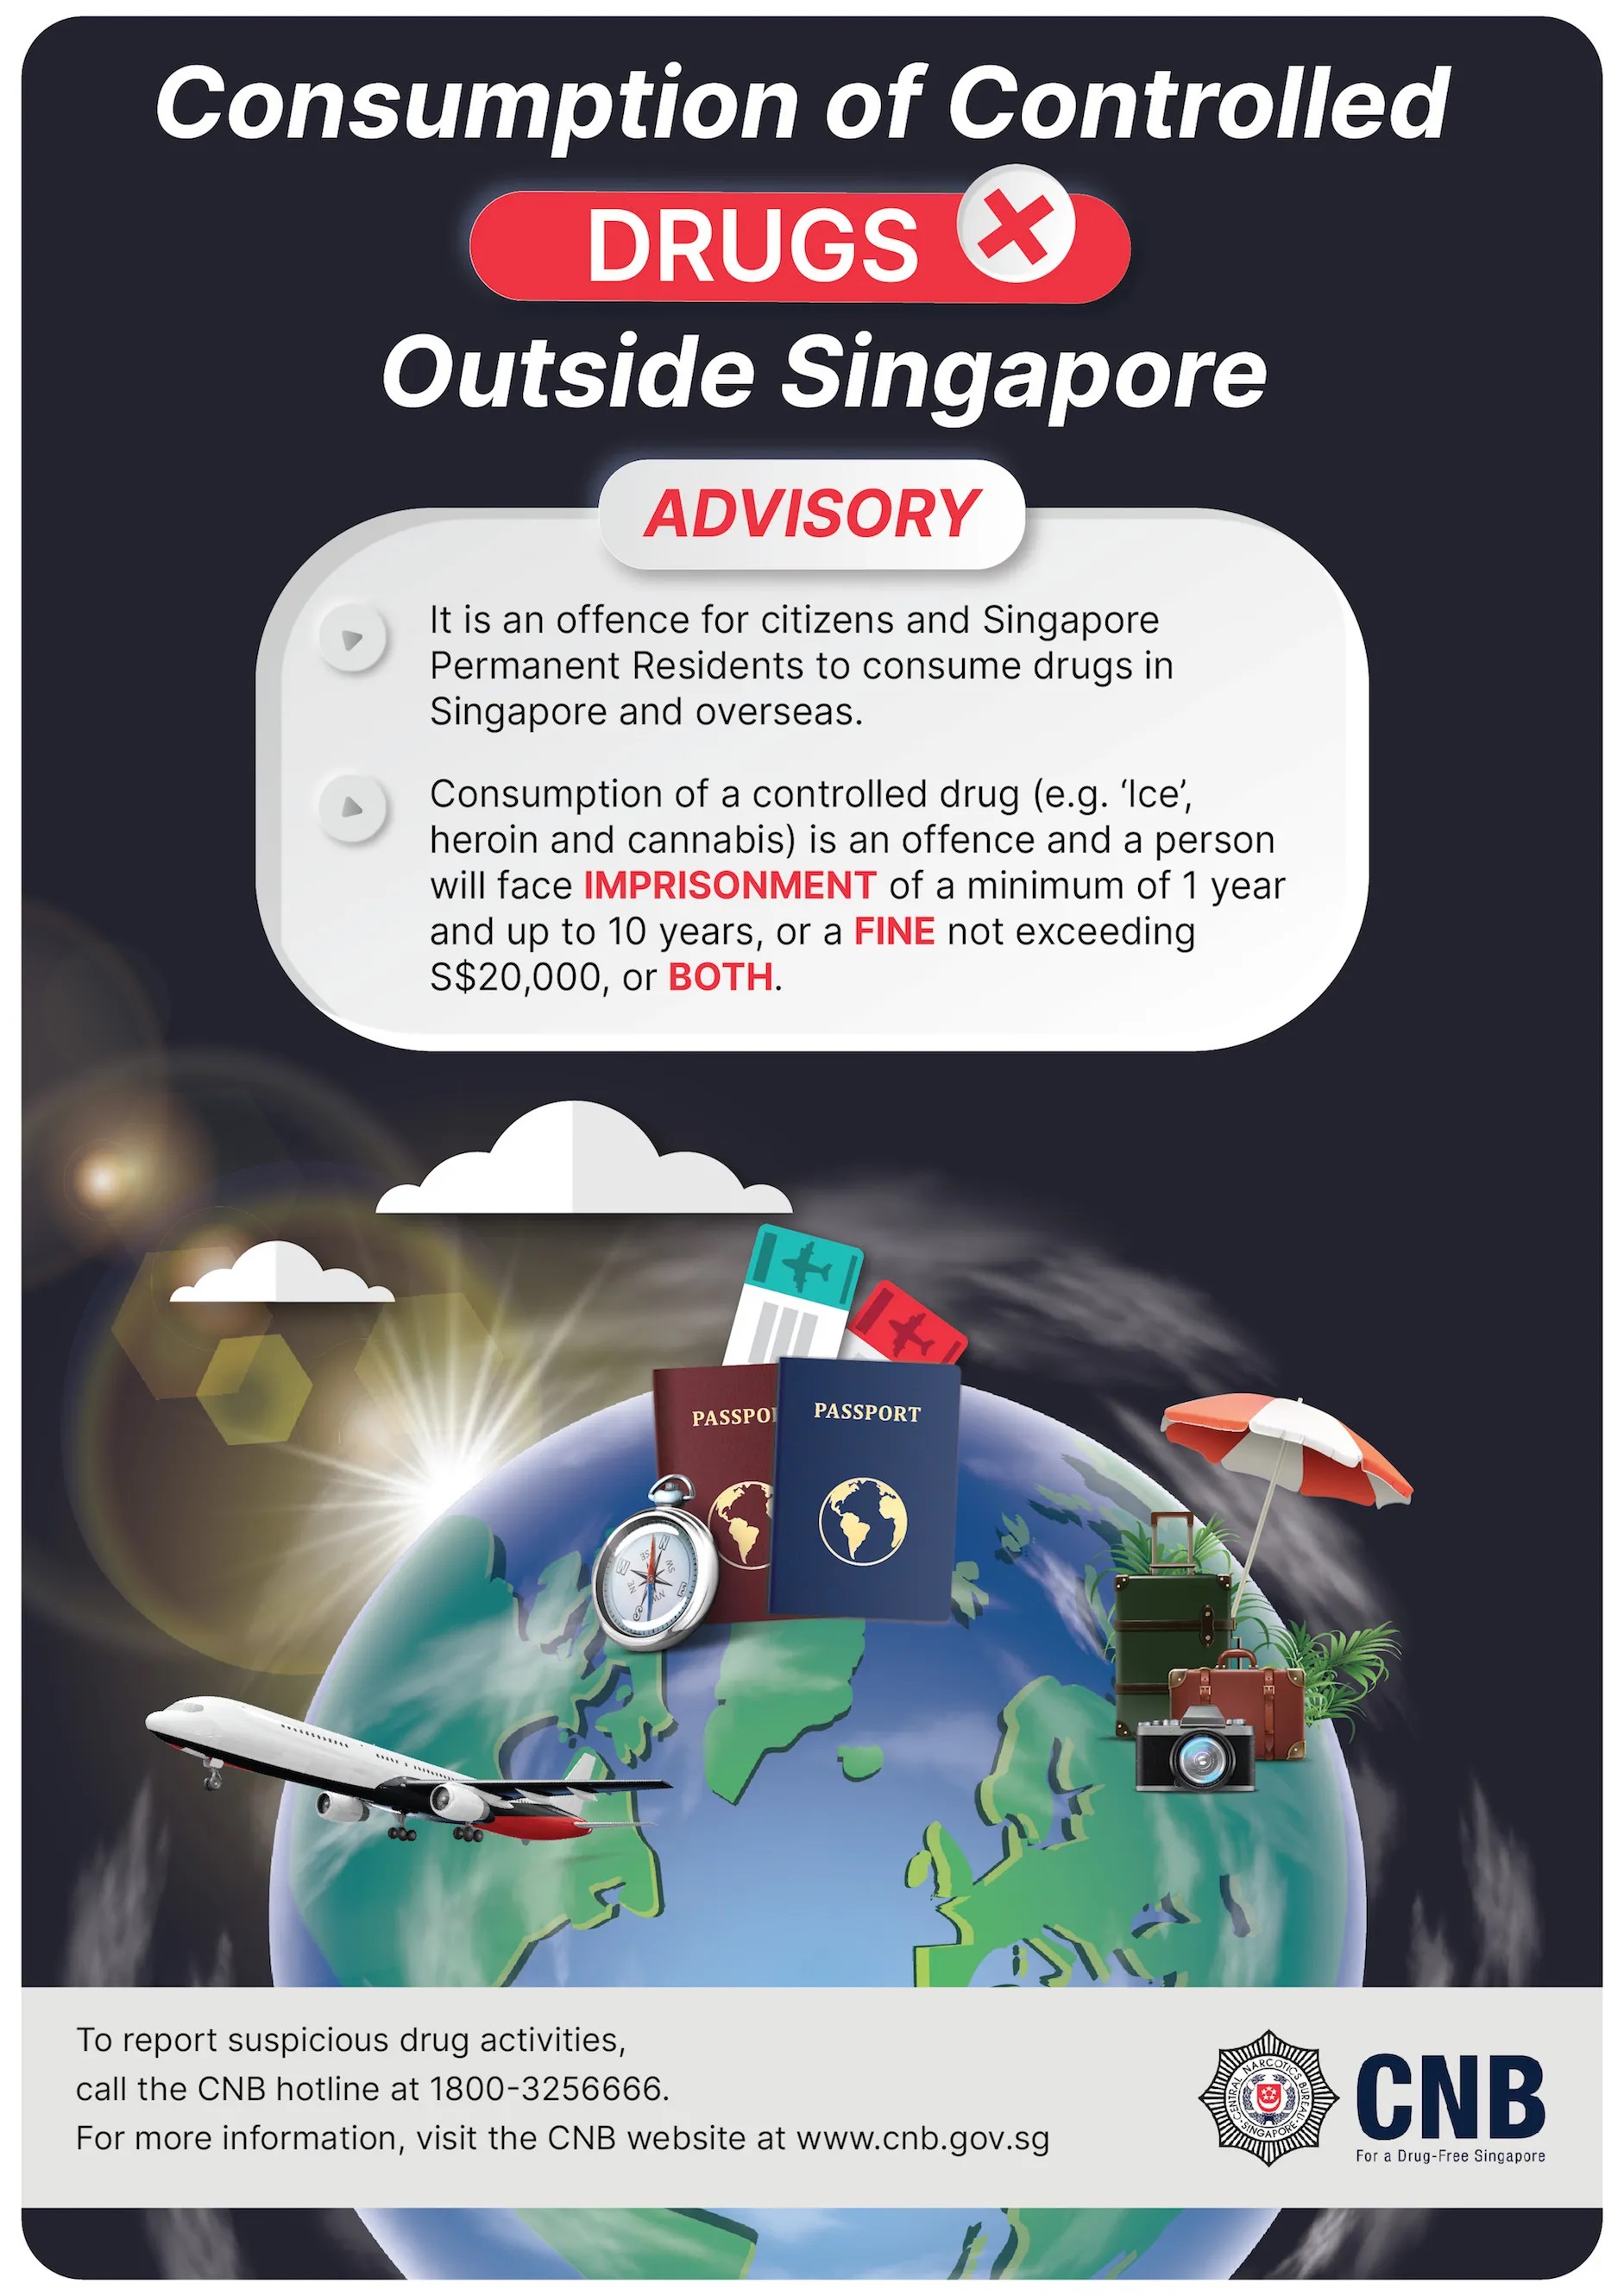 Consumption of Controlled
DRUGS
Outside Singapore
ADVISORY
It is an offence for citizens and Singapore
Permanent Residents to consume drugs in
Singapore and overseas.
Consumption of a controlled drug (e.g. ‘Ice’,
heroin and cannabis) is an offence and a person
will face IMPRISONMENT of a minimum of 1 year
and up to 10 years, or a FINE not exceeding
S$20,000, or BOTH.
PASSPO
PASSPORT
To report suspicious drug activities,
call the CNB hotline at 1800-3256666.
For more information, visit the CNB website at www.cnb.gov.sg
CENTRAL NARCOTICS BUREAU
SINGAPORE
CNB
For a Drug-Free Singapore